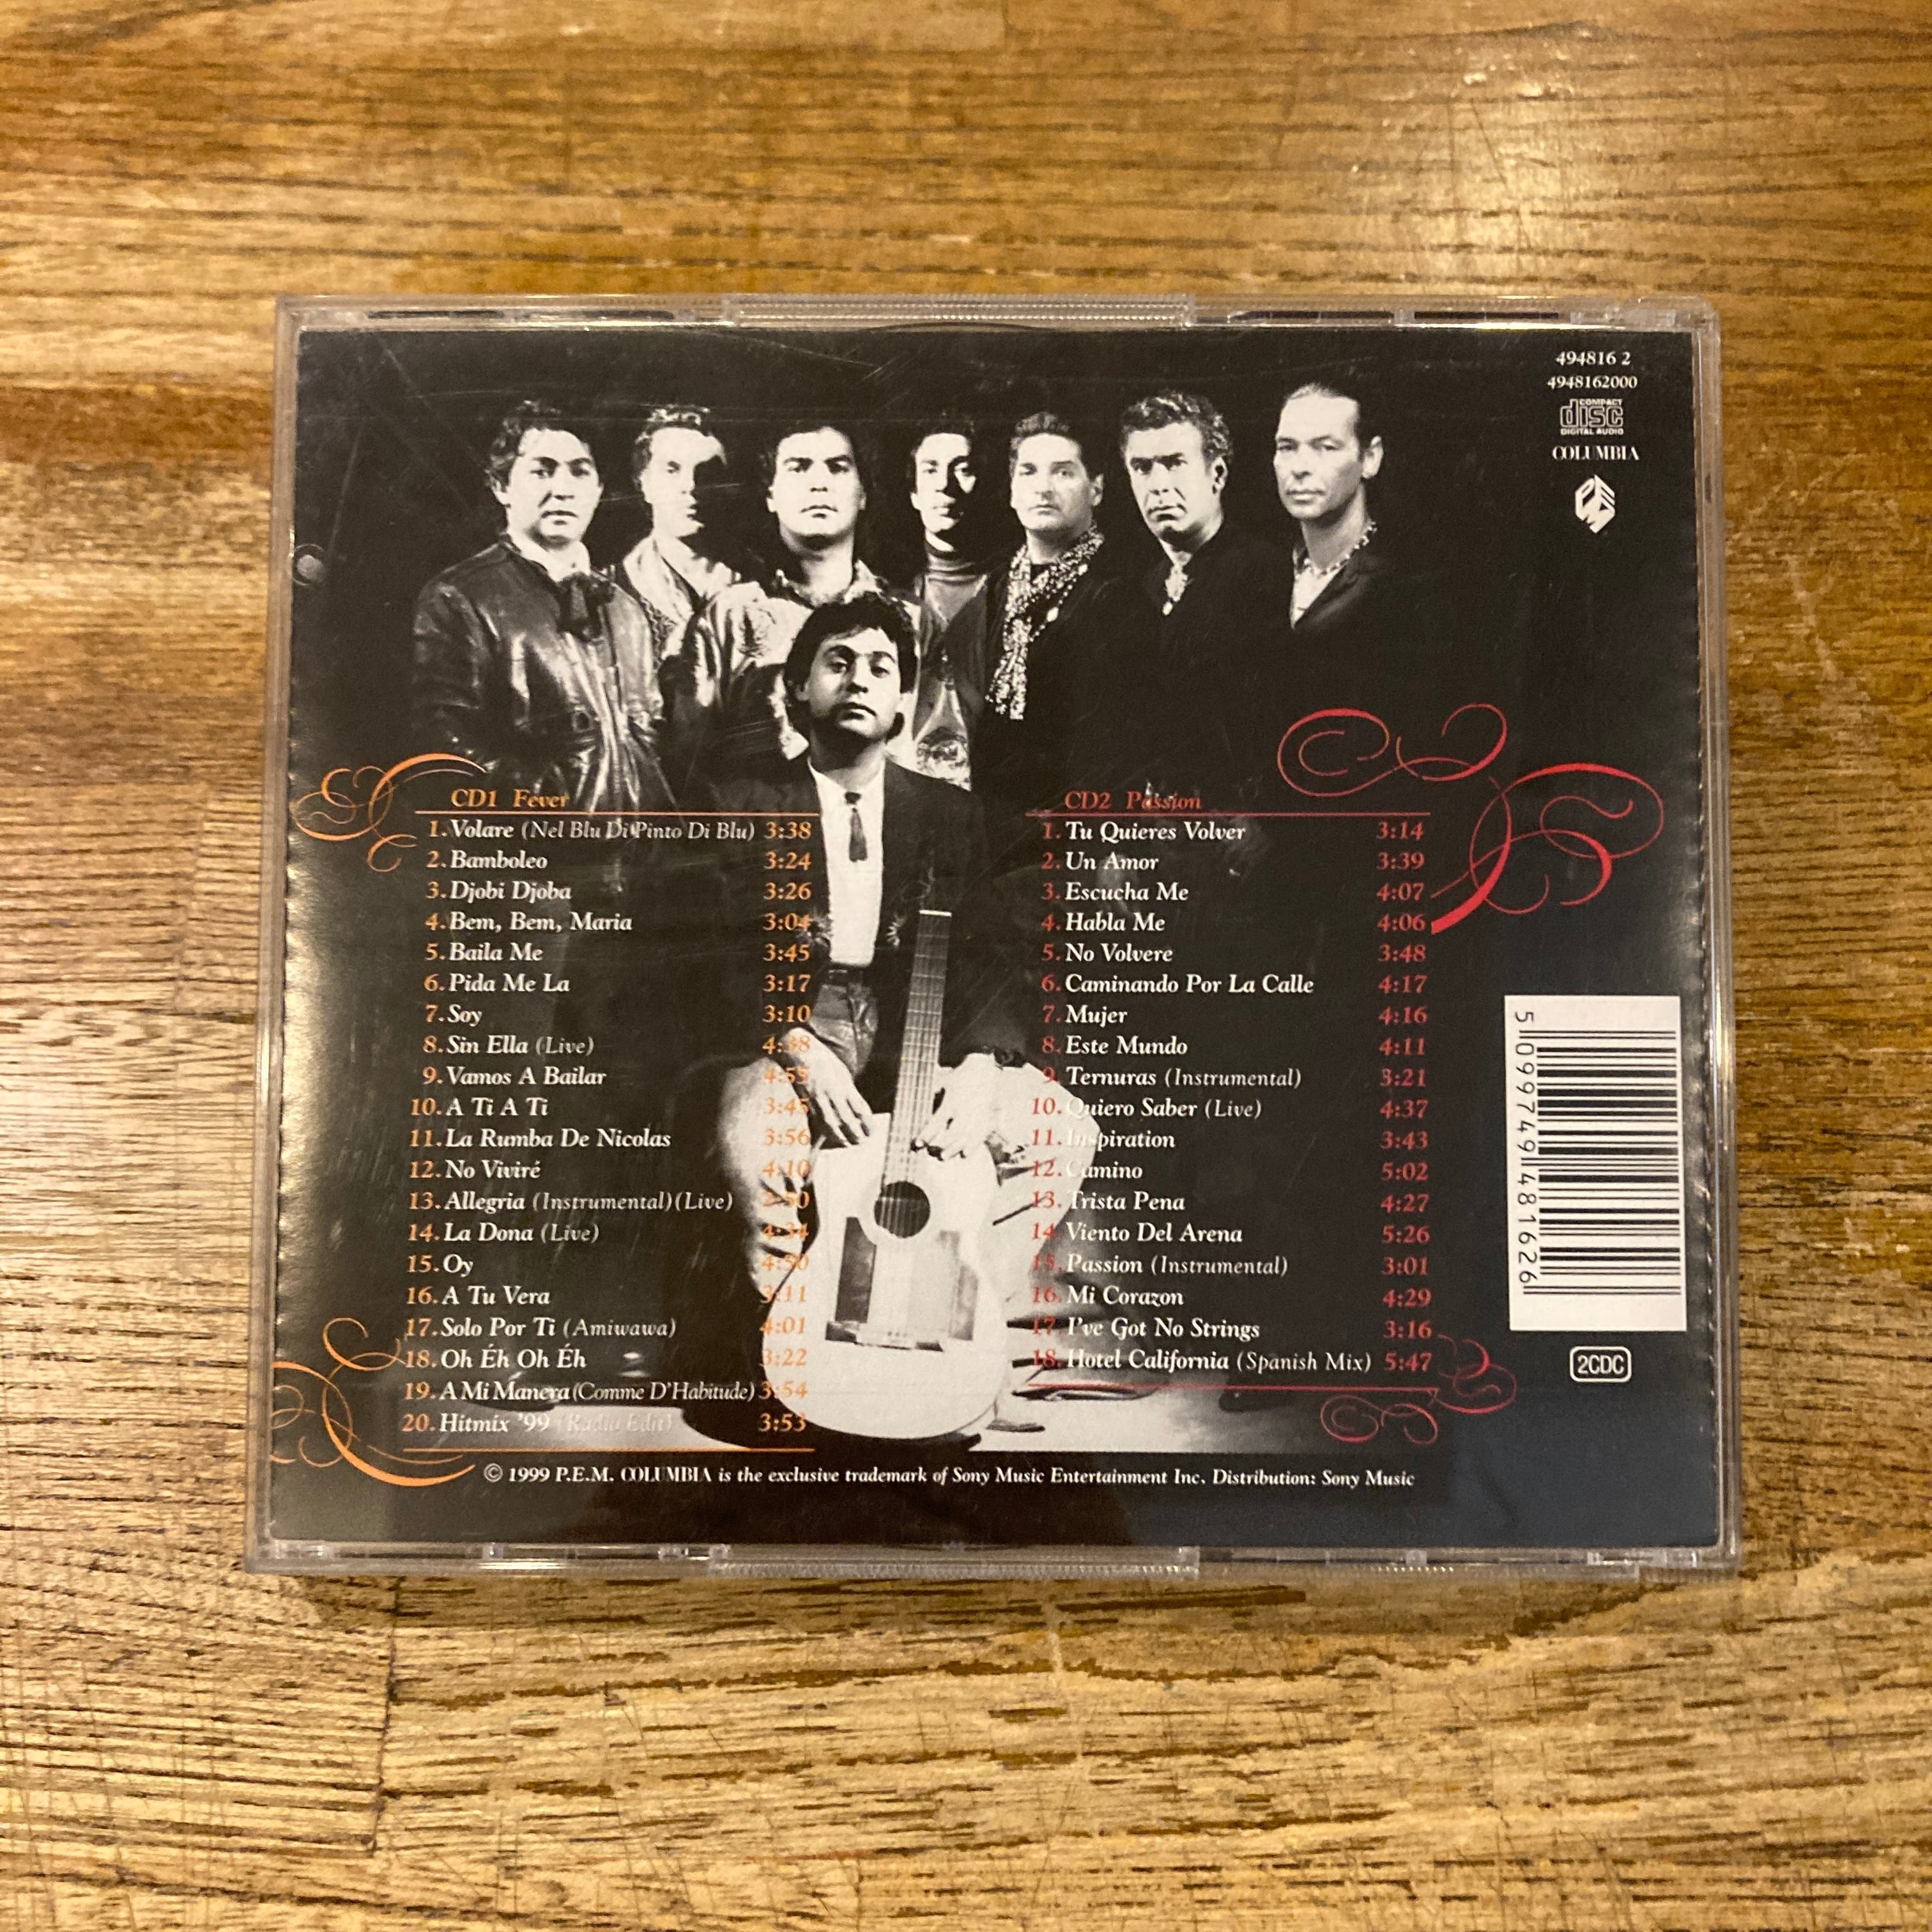 494816 2
4948162000
COMPACT
disc
DIGITAL AUDIO
COLUMBIA
PEM
CD1 Fever
1. Volare (Nel Blu Di Pinto Di Blu) 3:38
2. Bamboleo 3:24
3. Djobi Djoba 3:26
4. Bem, Bem, Maria 3:04
5. Baila Me 3:45
6. Pida Me La 3:17
7. Soy 3:10
8. Sin Ella (Live) 4:38
9. Vamos A Bailar 4:55
10. A Ti A Ti 3:45
11. La Rumba De Nicolas 3:56
12. No Viviré 4:10
13. Allegria (Instrumental)(Live)
14. La Dona (Live) 4:34
15. Oy 4:50
16. A Tu Vera 3:11
17. Solo Por Ti (Amiwawa) 4:01
18. Oh Éh Oh Éh 3:22
19. A Mi Manera (Comme D'Habitude) 3:54
20. Hitmix '99 (Radio Edit) 3:53
CD2 Passion
1. Tu Quieres Volver 3:14
2. Un Amor 3:39
3. Escucha Me 4:07
4. Habla Me 4:06
5. No Volvere 3:48
6. Caminando Por La Calle 4:17
7. Mujer 4:16
8. Este Mundo 4:11
9. Ternuras (Instrumental) 3:21
10. Quiero Saber (Live) 4:37
11. Inspiration 3:43
12. Camino 5:02
13. Trista Pena 4:27
14. Viento Del Arena 5:26
15. Passion (Instrumental) 3:01
16. Mi Corazon 4:29
17. I've Got No Strings 3:16
18. Hotel California (Spanish Mix) 5:47
5 099749 481626
2CDC
© 1999 P.E.M. COLUMBIA is the exclusive trademark of Sony Music Entertainment Inc. Distribution: Sony Music